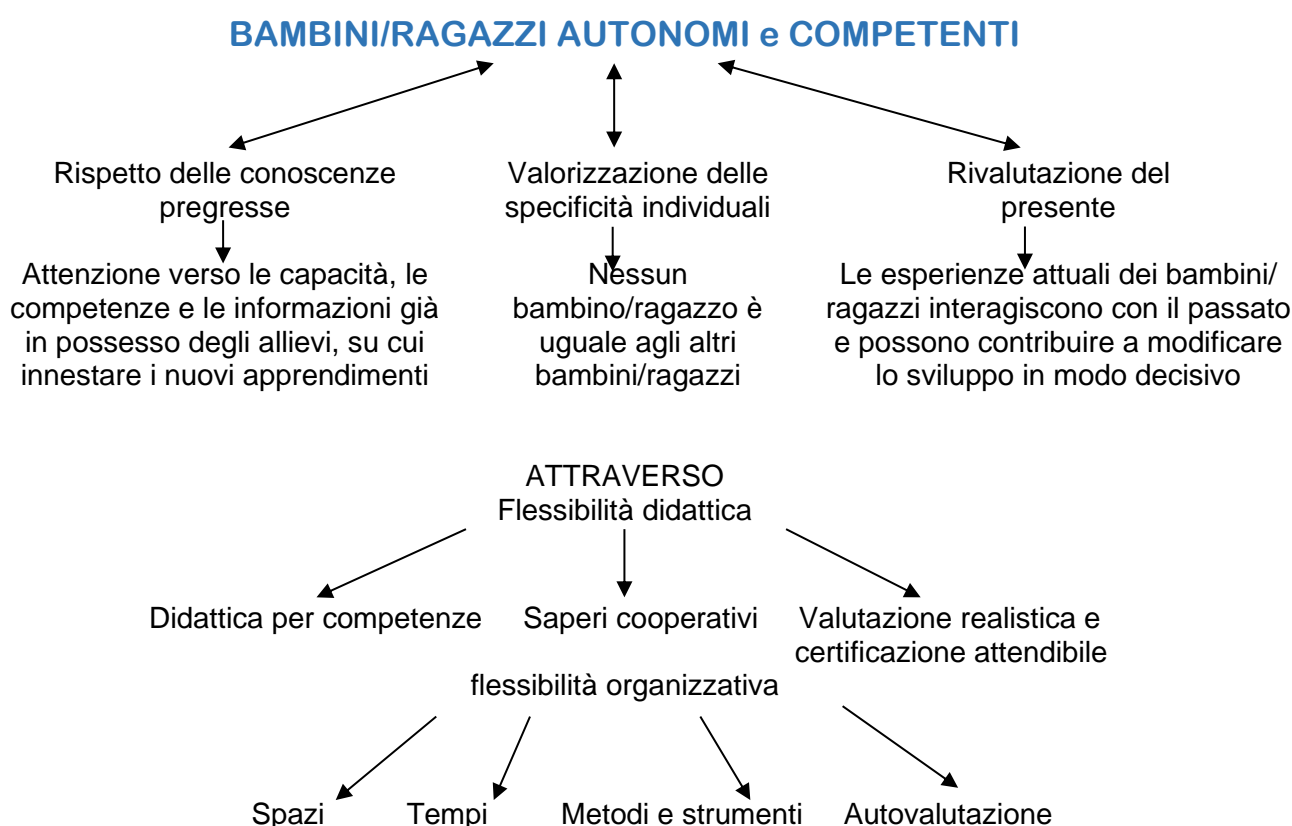 BAMBINI/RAGAZZI AUTONOMI e COMPETENTI
Rispetto delle conoscenze
pregresse
Valorizzazione delle
specificità individuali
Rivalutazione del
presente
Attenzione verso le capacità, le
competenze e le informazioni già
in possesso degli allievi, su cui
innestare i nuovi apprendimenti
Nessun
bambino/ragazzo è
uguale agli altri
bambini/ragazzi
Le esperienze attuali dei bambini/
ragazzi interagiscono con il passato
e possono contribuire a modificare
lo sviluppo in modo decisivo
ATTRAVERSO
Flessibilità didattica
Didattica per competenze
Saperi cooperativi
Valutazione realistica e
certificazione attendibile
flessibilità organizzativa
Spazi
Tempi
Metodi e strumenti
Autovalutazione